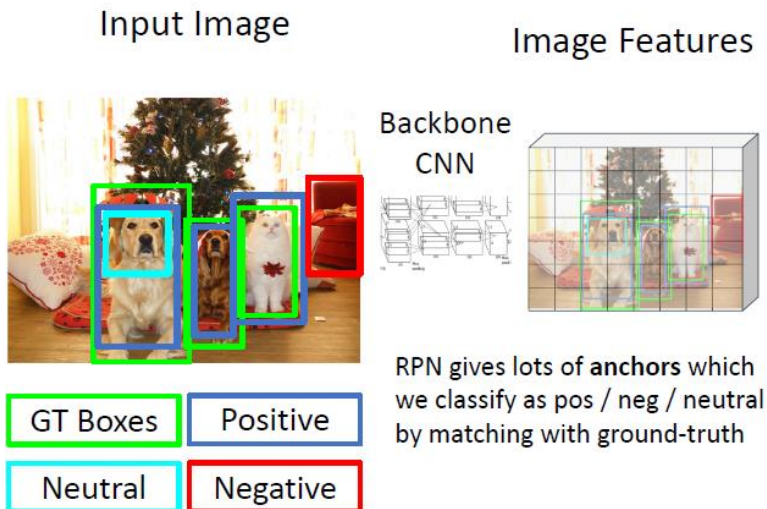 Input Image
Image Features
Backbone
CNN
RPN gives lots of anchors which
we classify as pos / neg / neutral
by matching with ground-truth
GT Boxes
Positive
Neutral
Negative